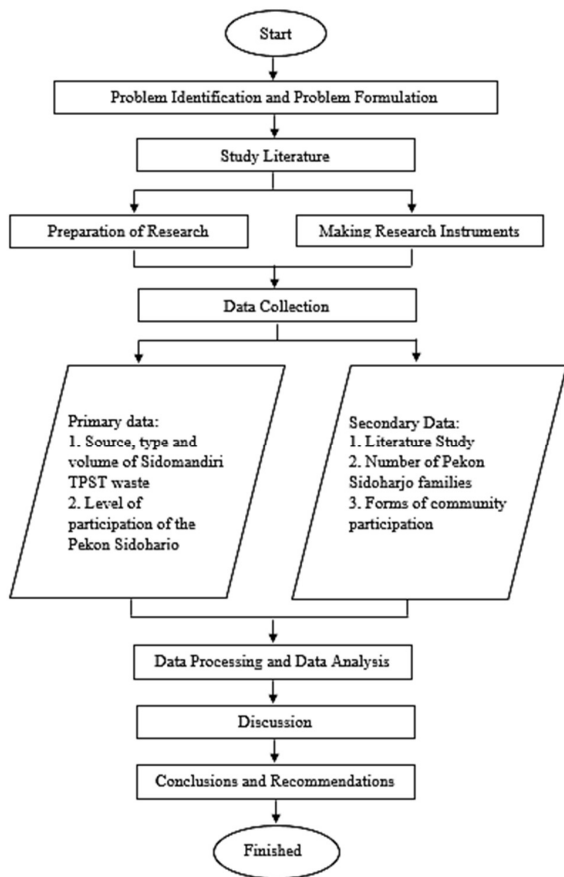 Start
Problem Identification and Problem Formulation
Study Literature
Preparation of Research
Making Research Instruments
Data Collection
Primary data:
1. Source, type and
volume of Sidomandiri
TPST waste
2. Level of
participation of the
Pekon Sidohario
Secondary Data:
1. Literature Study
2. Number of Pekon
Sidoharjo families
3. Forms of community
participation
Data Processing and Data Analysis
Discussion
Conclusions and Recommendations
Finished